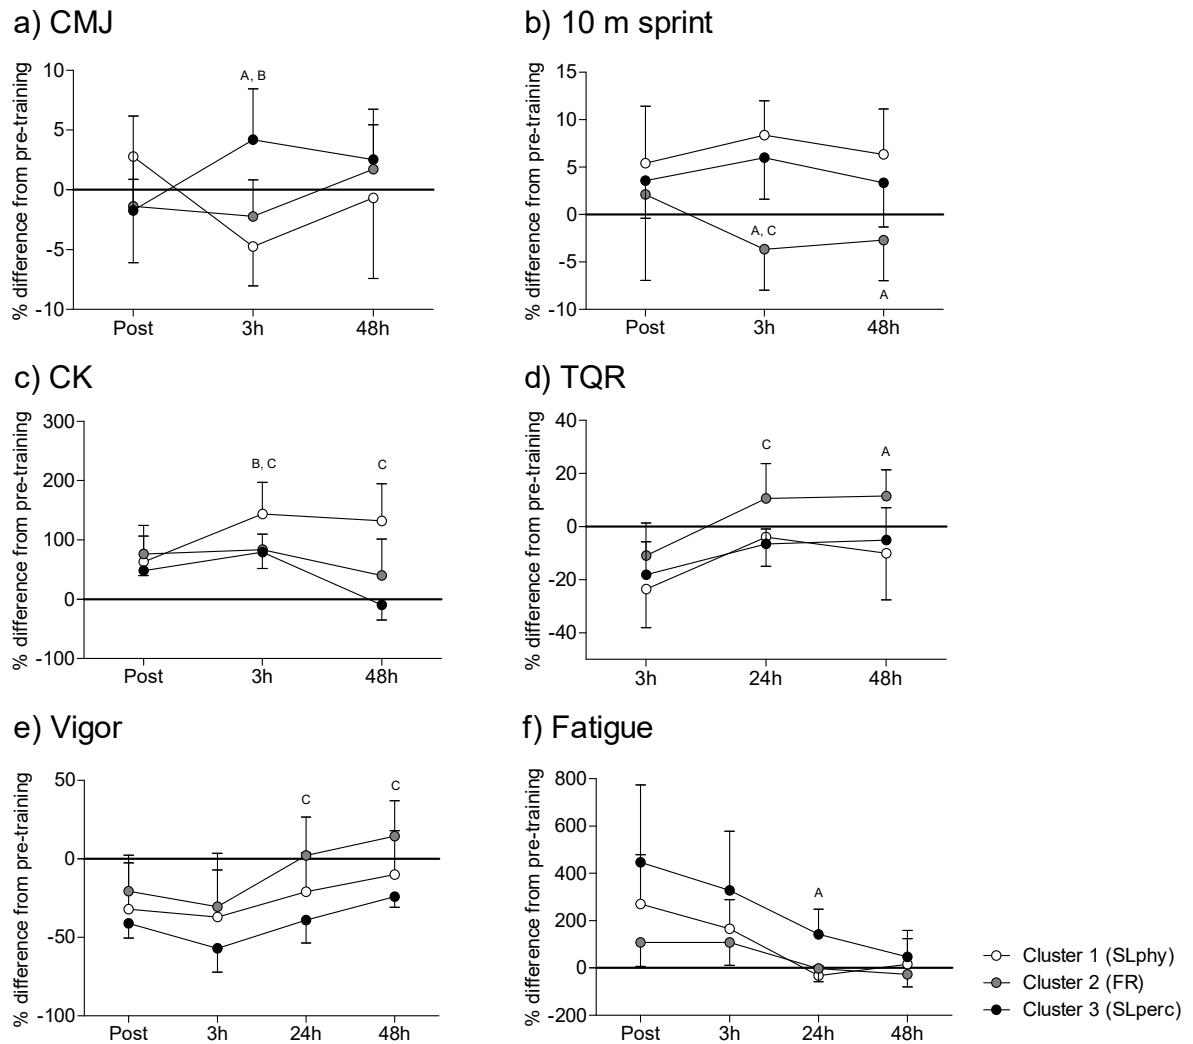 a) CMJ
% difference from pre-training
10
5
0
-5
-10
A, B
Post 3h 48h
b) 10 m sprint
% difference from pre-training
15
10
5
0
-5
-10
A, C
A
Post 3h 48h
c) CK
% difference from pre-training
300
200
100
0
-100
B, C
C
Post 3h 48h
d) TQR
% difference from pre-training
40
20
0
-20
-40
C
A
3h 24h 48h
e) Vigor
% difference from pre-training
50
0
-50
-100
C
C
Post 3h 24h 48h
f) Fatigue
% difference from pre-training
800
600
400
200
0
-200
A
Post 3h 24h 48h
Cluster 1 (SLphy)
Cluster 2 (FR)
Cluster 3 (SLperc)